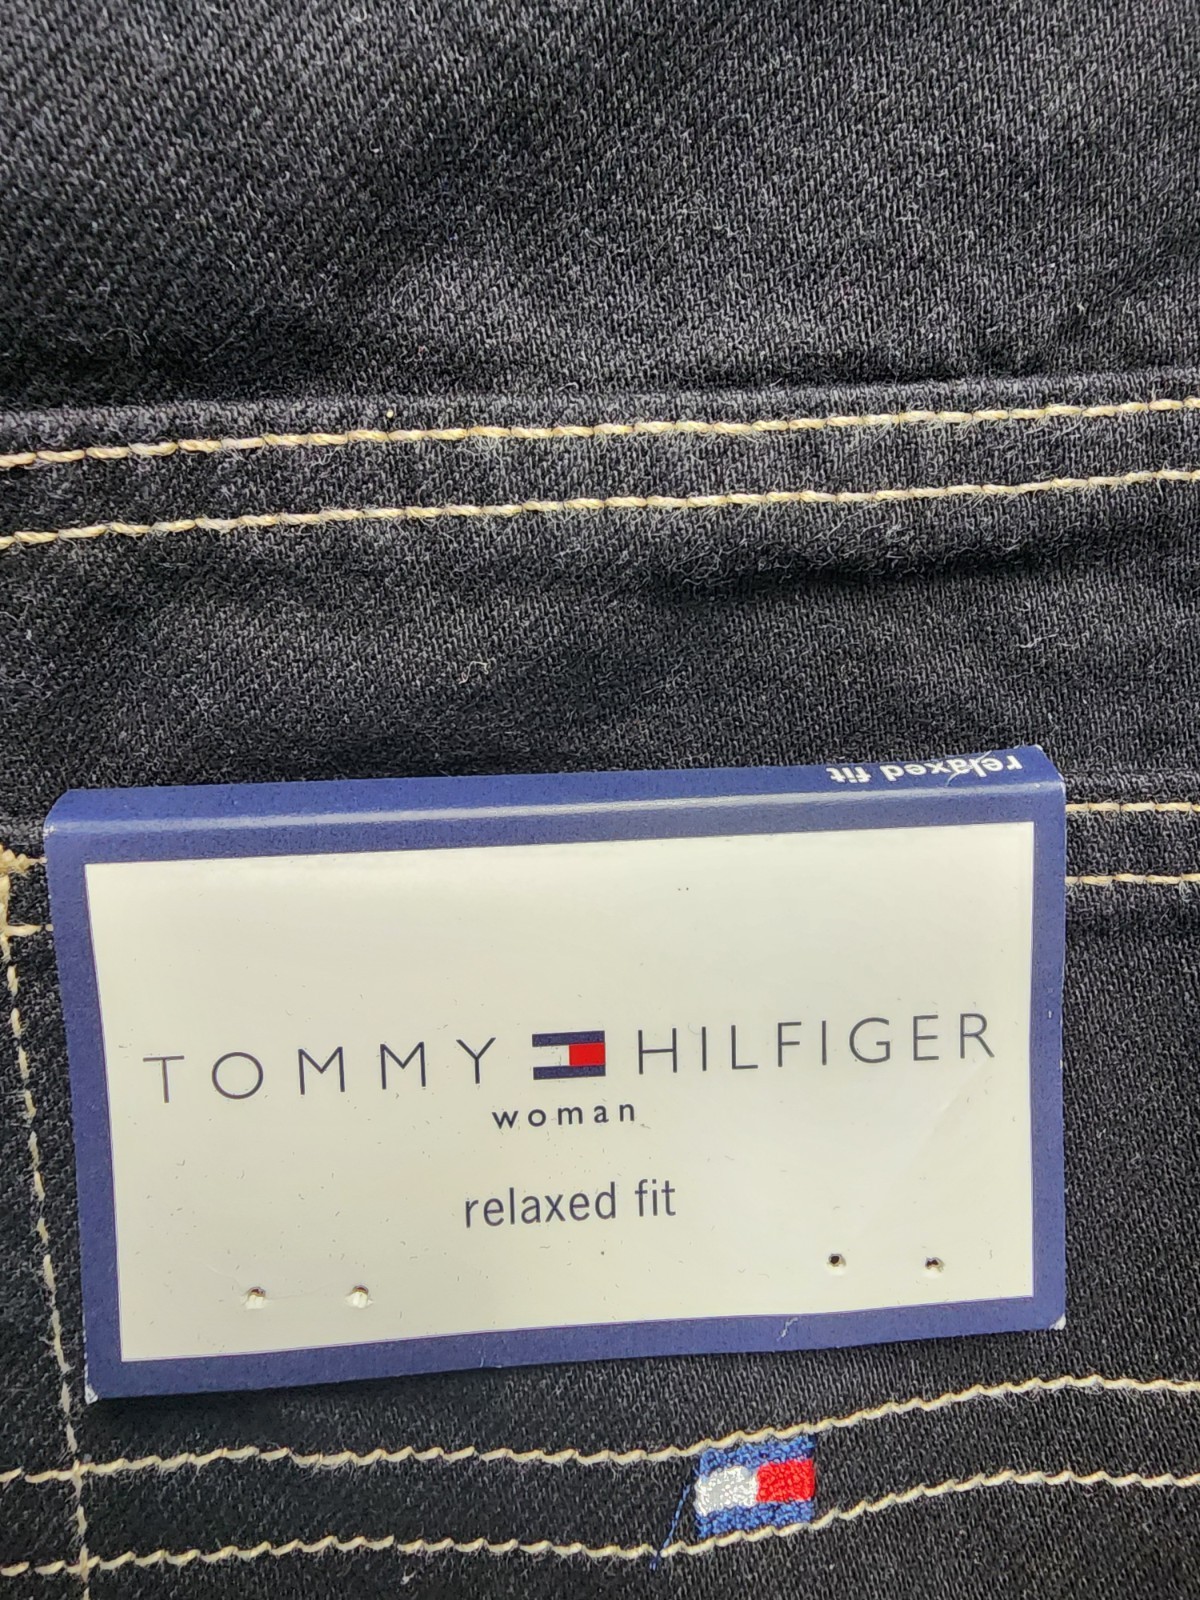 relaxed fit
TOMMY HILFIGER
woman
relaxed fit